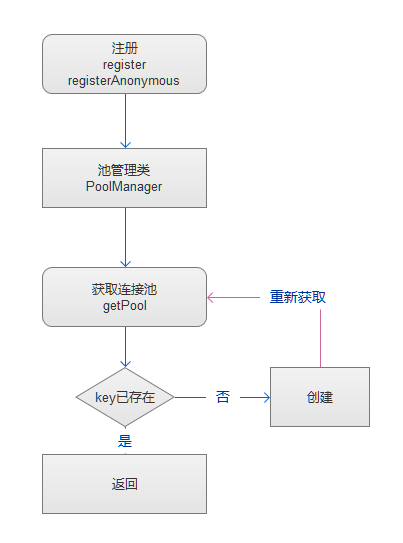 注册
register
registerAnonymous
池管理类
PoolManager
获取连接池
getPool
重新获取
key已存在
否
创建
是
返回